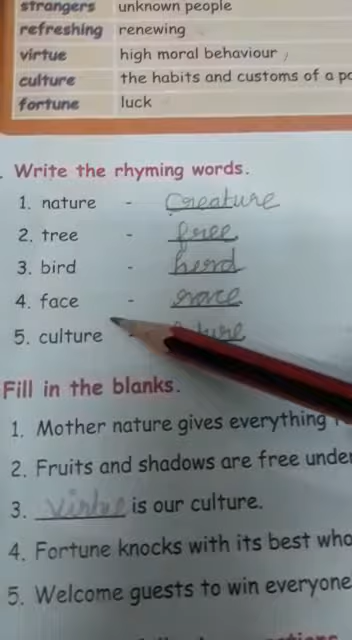 strangers unknown people
refreshing renewing
virtue high moral behaviour
culture the habits and customs of a
fortune luck
Write the rhyming words.
1. nature - Creature
2. tree - free
3. bird - herd
4. face - grace
5. culture -
Fill in the blanks.
1. Mother nature gives everything
2. Fruits and shadows are free
3. Virtue is our culture.
4. Fortune knocks with its best
5. Welcome guests to win everyone